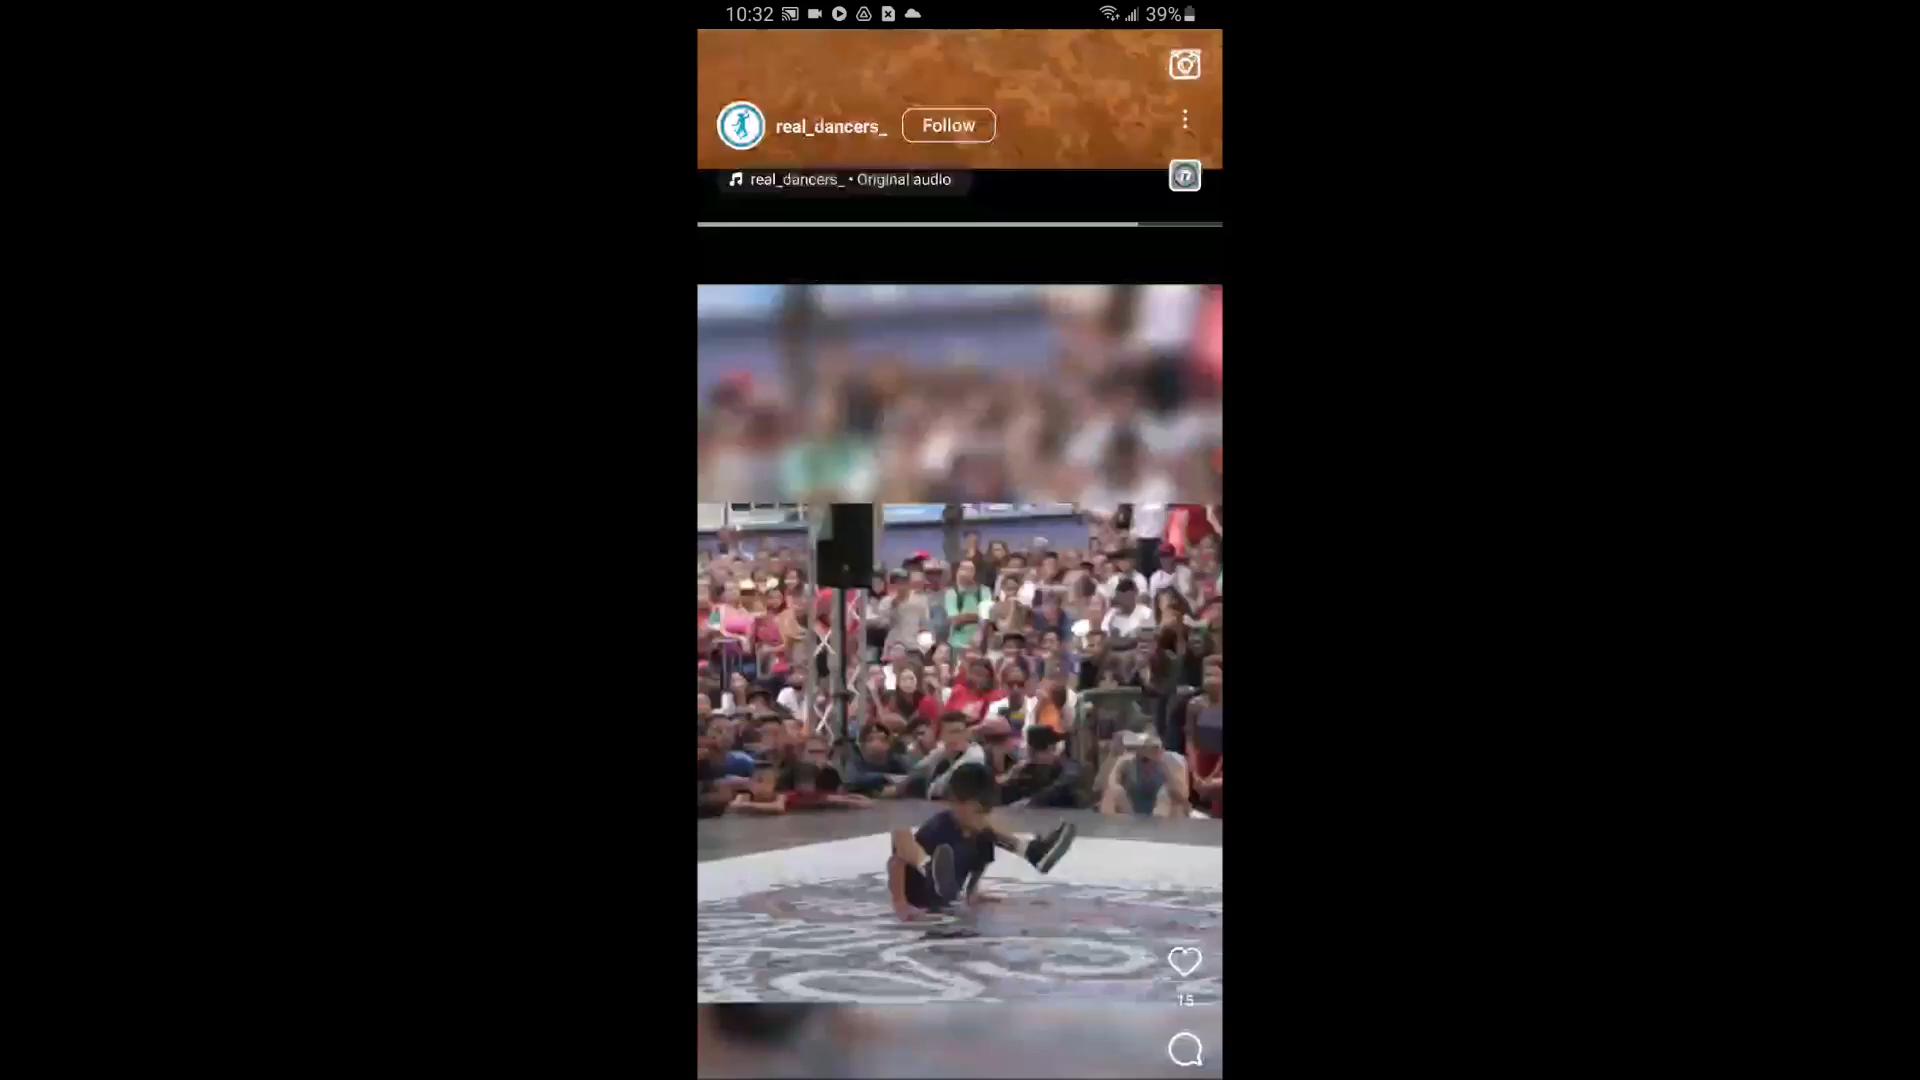 10:32 39%
real_dancers_ Follow
real_dancers_ • Original audio
15